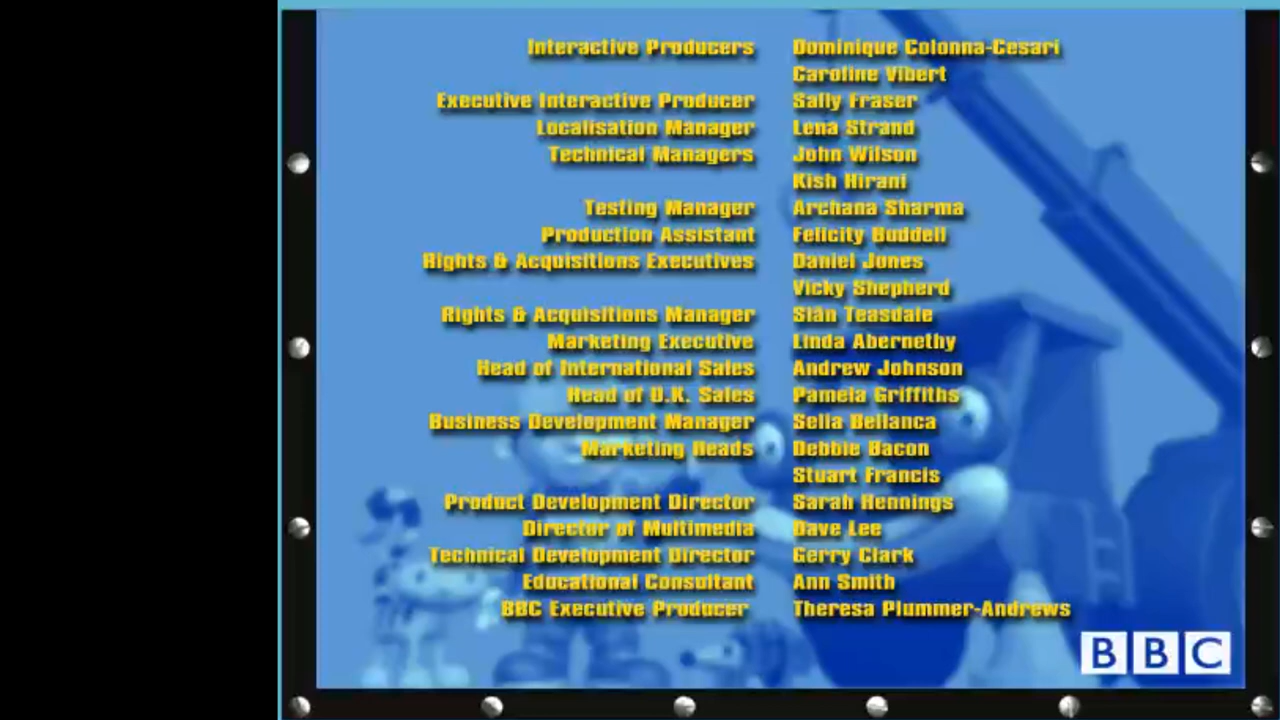 Interactive Producers Dominique Colonna-Cesari
Caroline Vibert
Executive Interactive Producer Sally Fraser
Localisation Manager Lena Strand
Technical Managers John Wilson
Kish Hirani
Testing Manager Archana Sharma
Production Assistant Felicity Buddell
Rights & Acquisitions Executives Daniel Jones
Vicky Shepherd
Rights & Acquisitions Manager Siân Teasdale
Marketing Executive Linda Abernethy
Head of International Sales Andrew Johnson
Head of U.K. Sales Pamela Griffiths
Business Development Manager Sella Bellanca
Marketing Heads Debbie Bacon
Stuart Francis
Product Development Director Sarah Hennings
Director of Multimedia Dave Lee
Technical Development Director Gerry Clark
Educational Consultant Ann Smith
BBC Executive Producer Theresa Plummer-Andrews
BBC